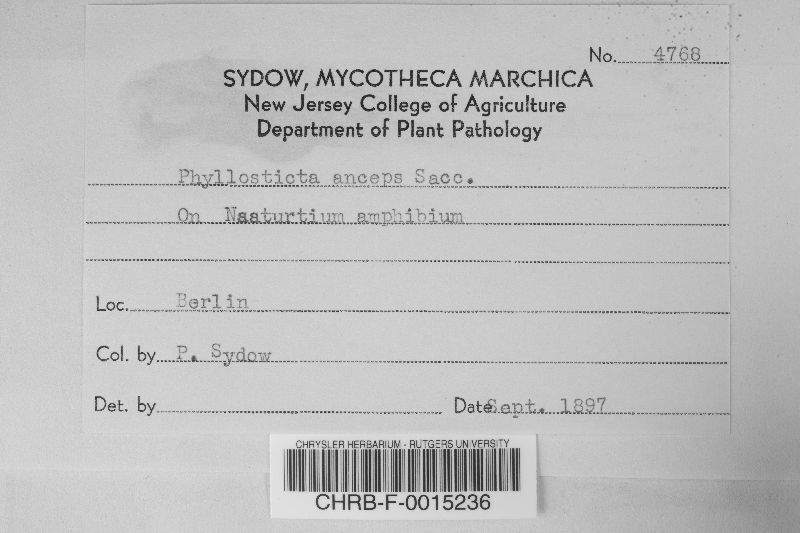 No. 4768
SYDOW, MYCOTHECA MARCHICA
New Jersey College of Agriculture
Department of Plant Pathology
Phyllosticta anceps Sacc.
On Nasturtium amphibium
Loc. Berlin
Col. by P. Sydow
Det. by Date Sept. 1897
CHRYSLER HERBARIUM - RUTGERS UNIVERSITY
CHRB-F-0015236